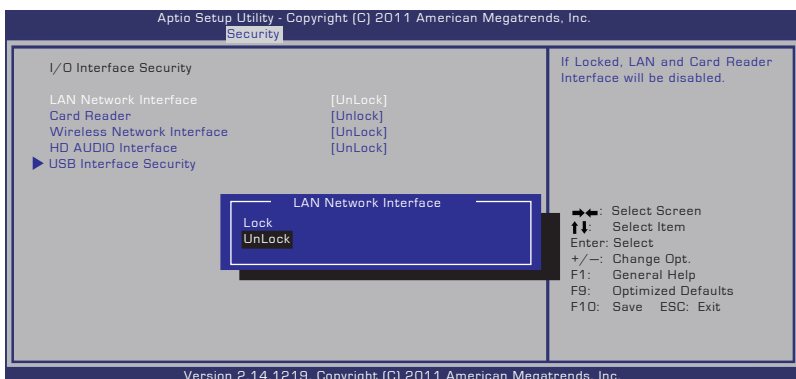 Aptio Setup Utility - Copyright (C) 2011 American Megatrends, Inc.
Security
I/O Interface Security
LAN Network Interface [UnLock]
Card Reader [Unlock]
Wireless Network Interface [UnLock]
HD AUDIO Interface [UnLock]
USB Interface Security
If Locked, LAN and Card Reader
Interface will be disabled.
LAN Network Interface
Lock
UnLock
→←: Select Screen
↑↓: Select Item
Enter: Select
+/—: Change Opt.
F1: General Help
F9: Optimized Defaults
F10: Save ESC: Exit
Version 2.14.1219. Copyright (C) 2011 American Megatrends, Inc.